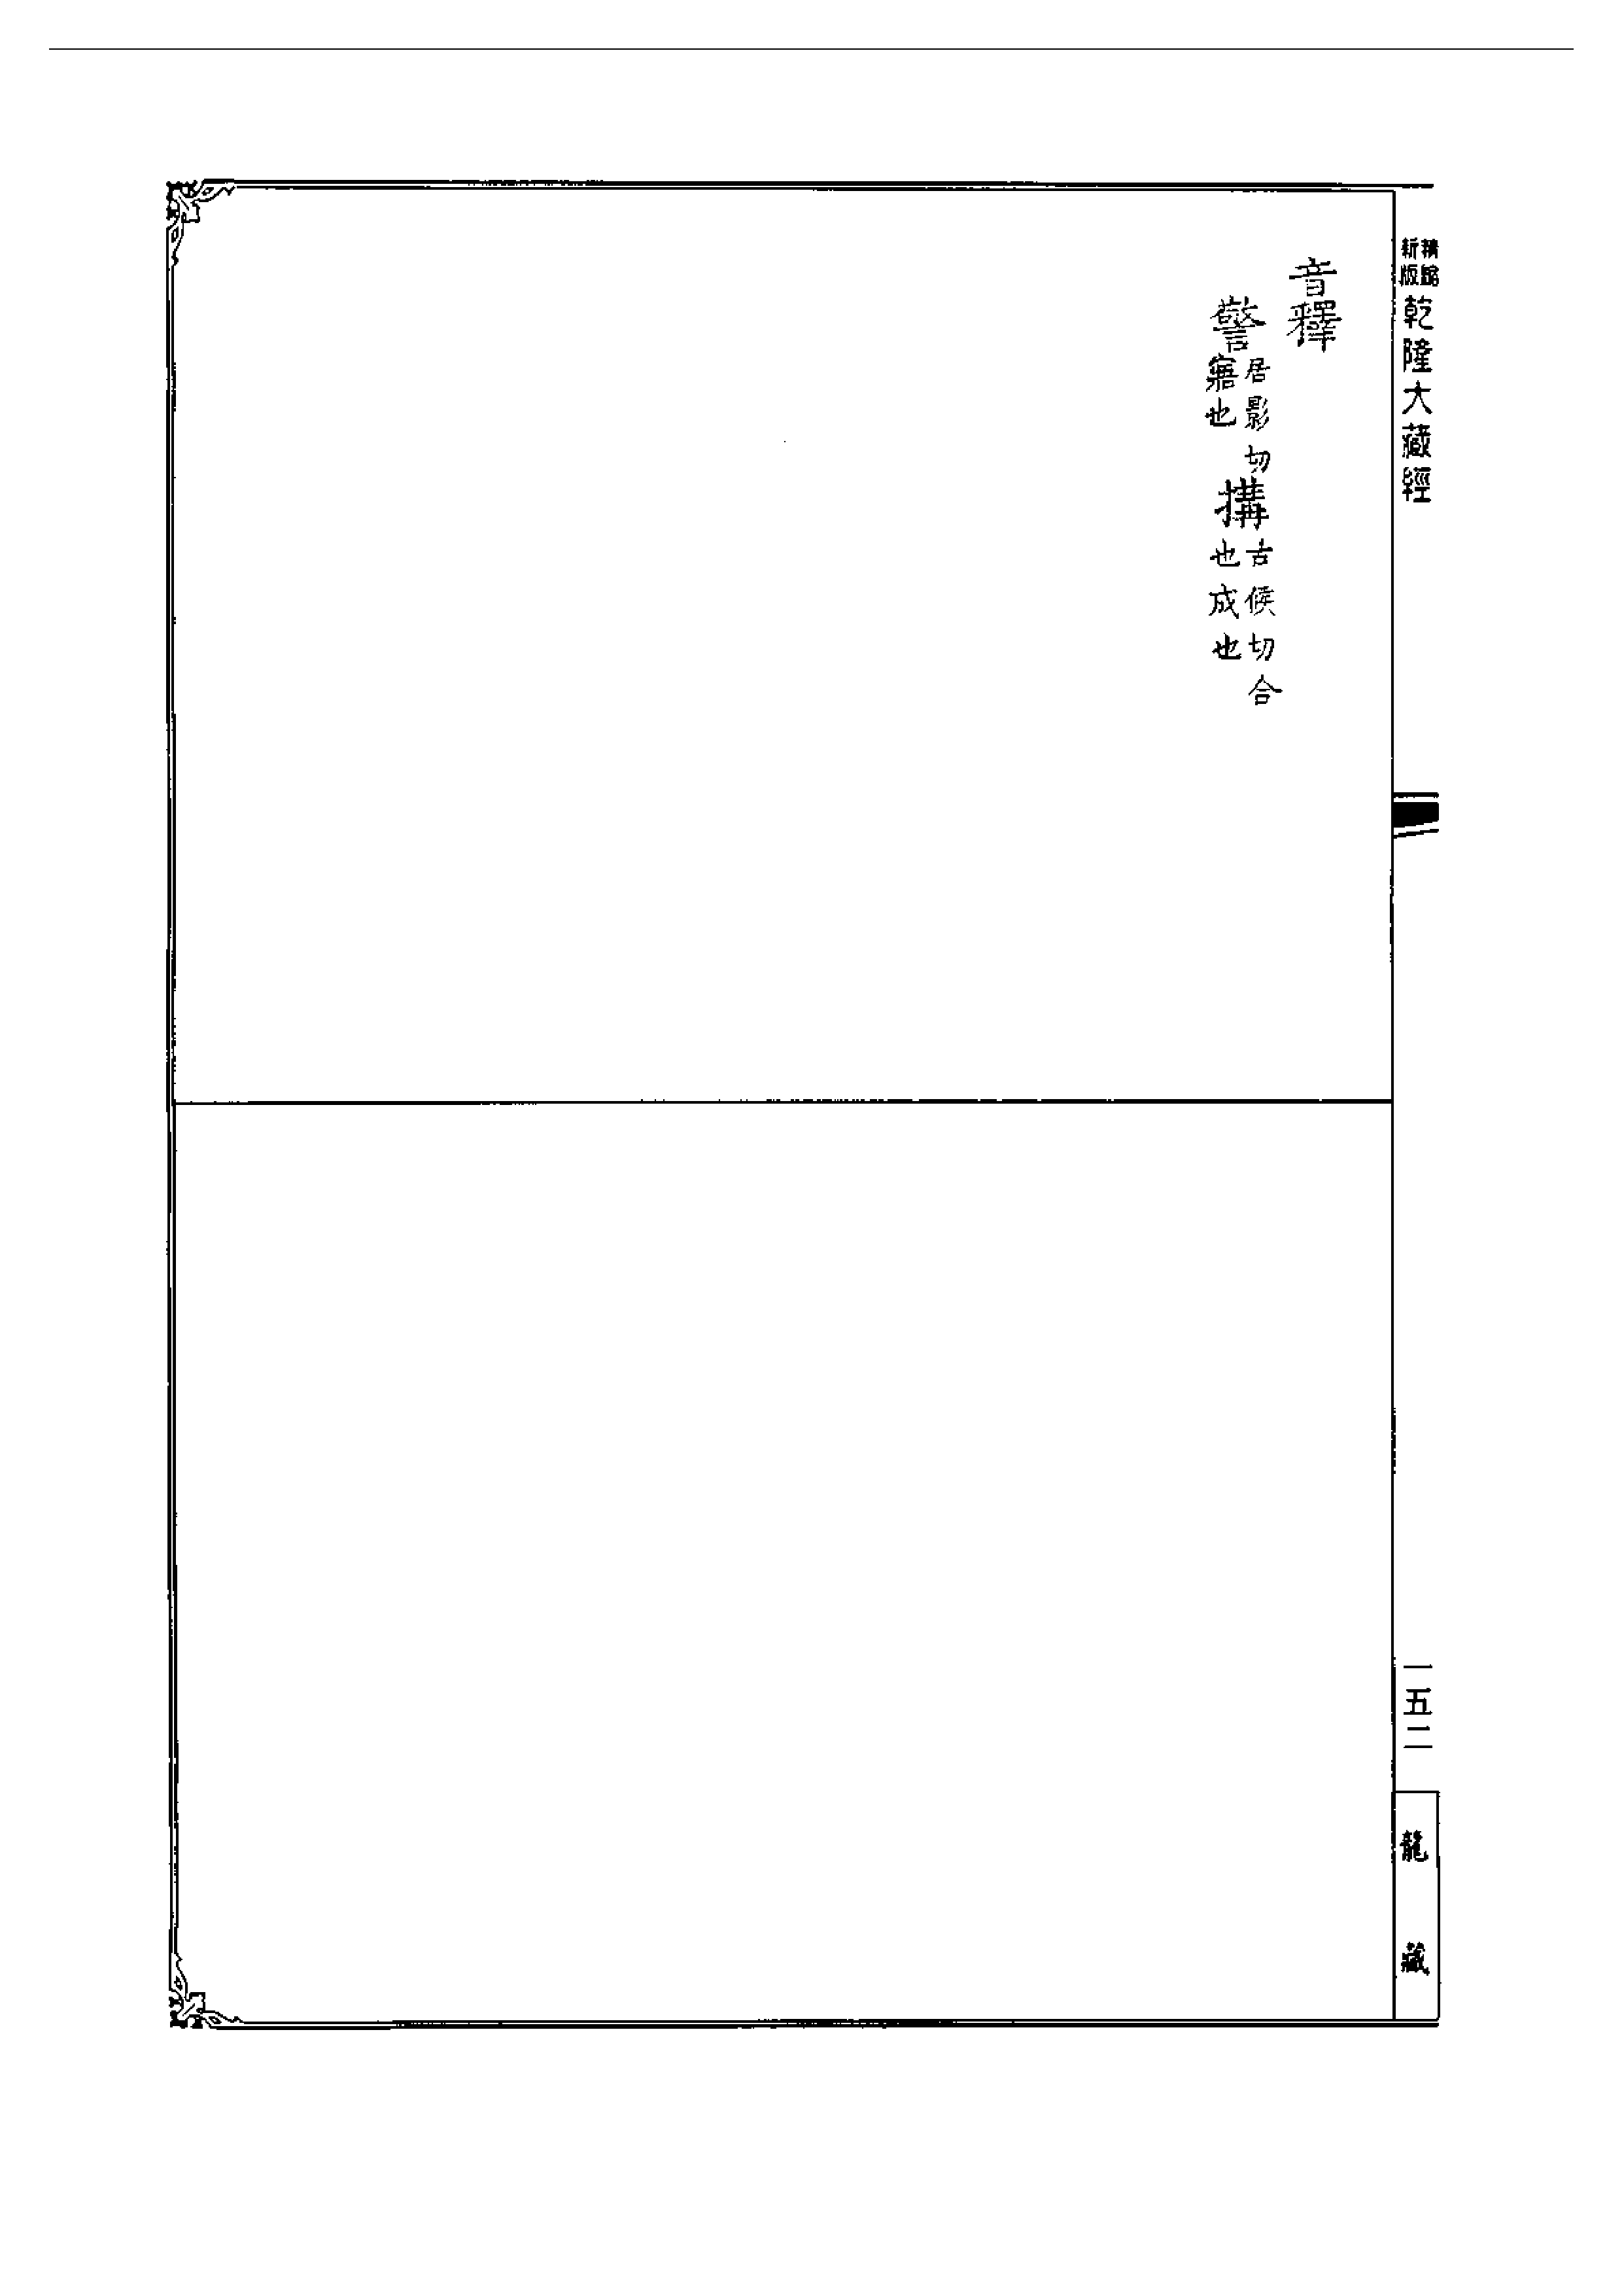 精縮新版 乾隆大藏經
一五二
龍藏
音釋
警 居影切寤也 搆 古候切合也成也